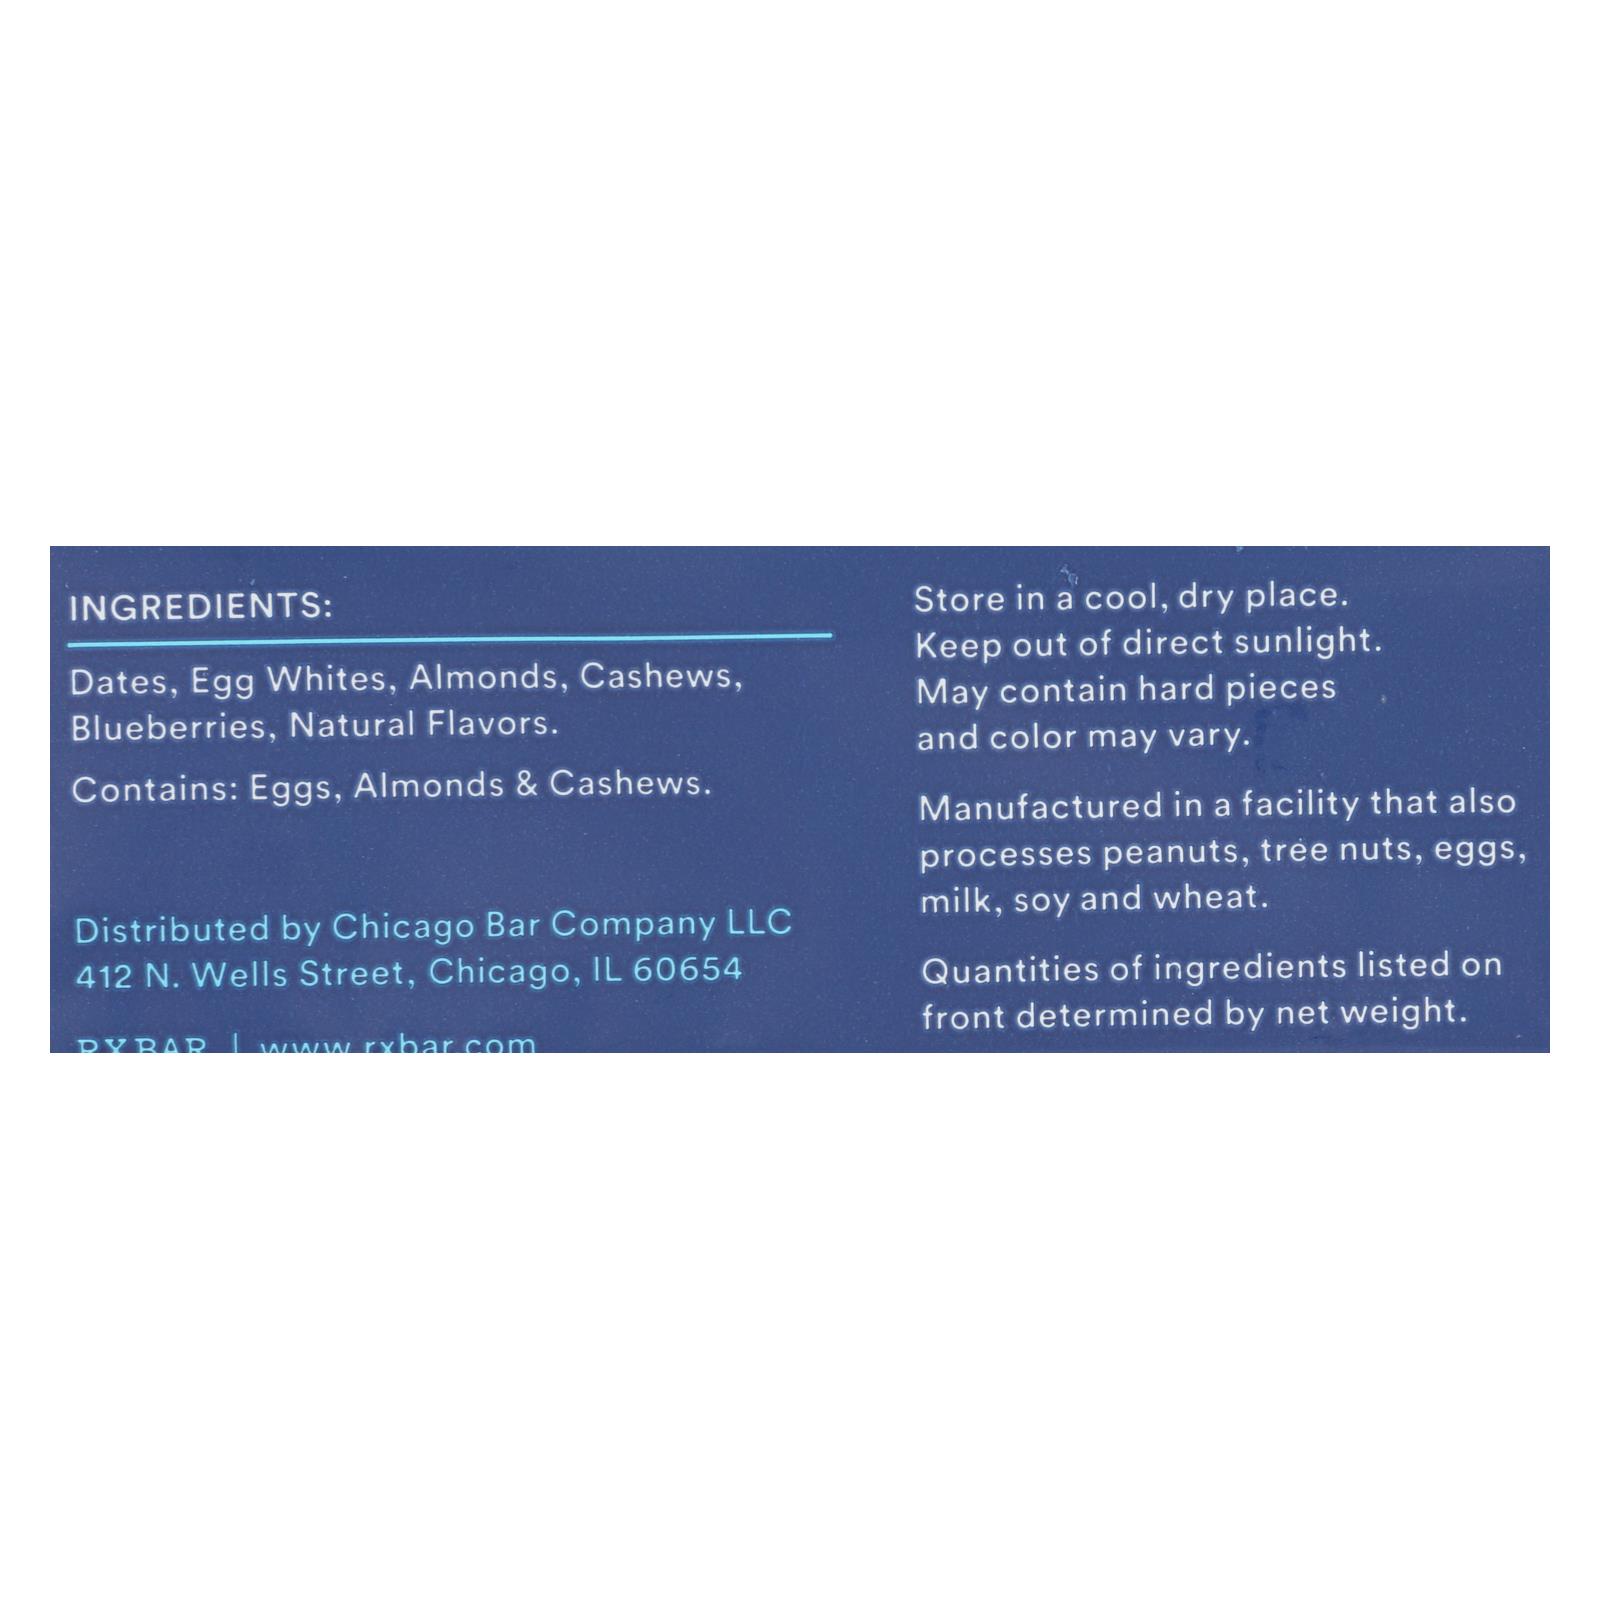 INGREDIENTS:
Dates, Egg Whites, Almonds, Cashews,
Blueberries, Natural Flavors.
Contains: Eggs, Almonds & Cashews.
Distributed by Chicago Bar Company LLC
412 N. Wells Street, Chicago, IL 60654
RXBAR | www.rxbar.com
Store in a cool, dry place.
Keep out of direct sunlight.
May contain hard pieces
and color may vary.
Manufactured in a facility that also
processes peanuts, tree nuts, eggs,
milk, soy and wheat.
Quantities of ingredients listed on
front determined by net weight.